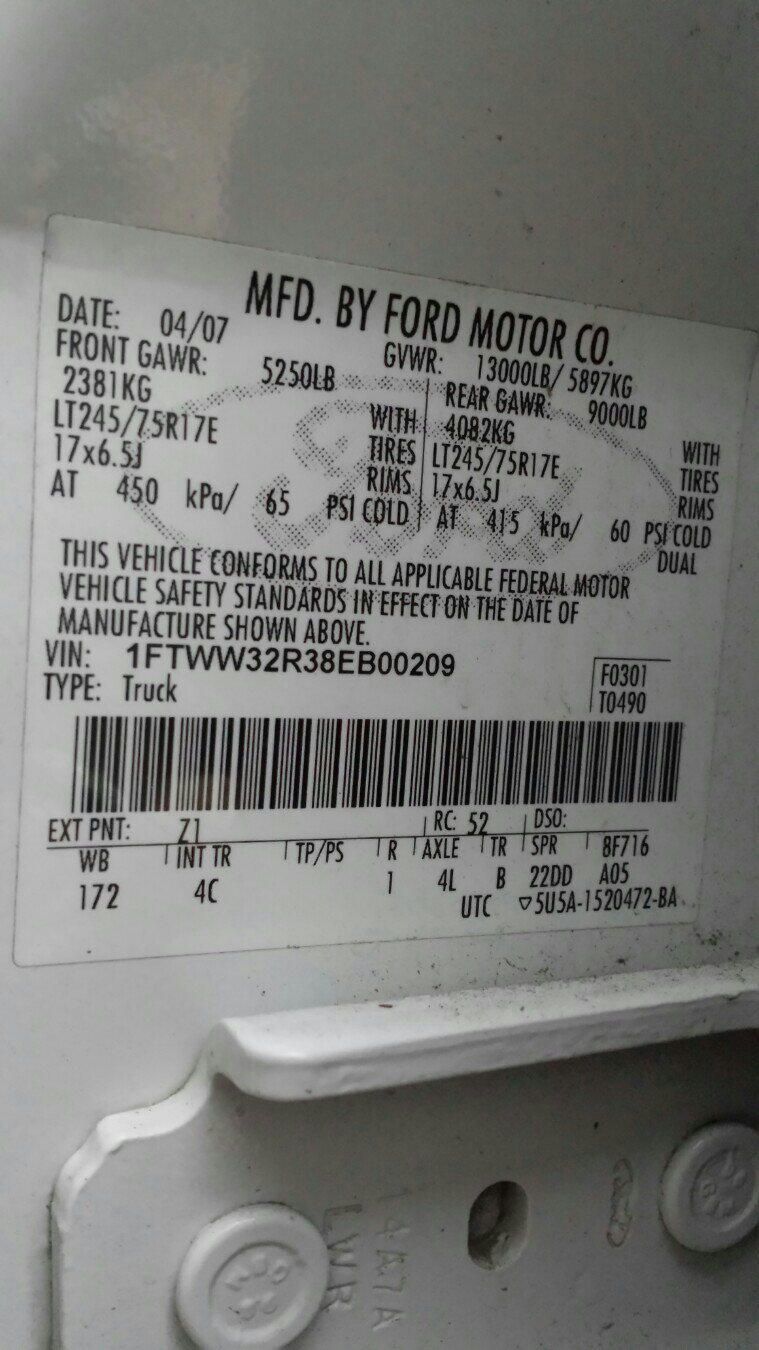 MFD. BY FORD MOTOR CO.
DATE: 04/07 GVWR: 13000LB/ 5897KG
FRONT GAWR: 5250LB REAR GAWR: 9000LB
2381KG WITH 4082KG WITH
LT245/75R17E TIRES LT245/75R17E TIRES
17x6.5J RIMS 17x6.5J RIMS
AT 450 kPa/ 65 PSI COLD AT 415 kPa/ 60 PSI COLD
DUAL
THIS VEHICLE CONFORMS TO ALL APPLICABLE FEDERAL MOTOR
VEHICLE SAFETY STANDARDS IN EFFECT ON THE DATE OF
MANUFACTURE SHOWN ABOVE.
VIN: 1FTWW32R38EB00209 F0301
TYPE: Truck T0490
EXT PNT: Z1 RC: 52 DSO:
WB INT TR TP/PS R AXLE TR SPR 8F716
172 4C 1 4L B 22DD A05
UTC ▽5U5A-1520472-BA
14A7A
LWR